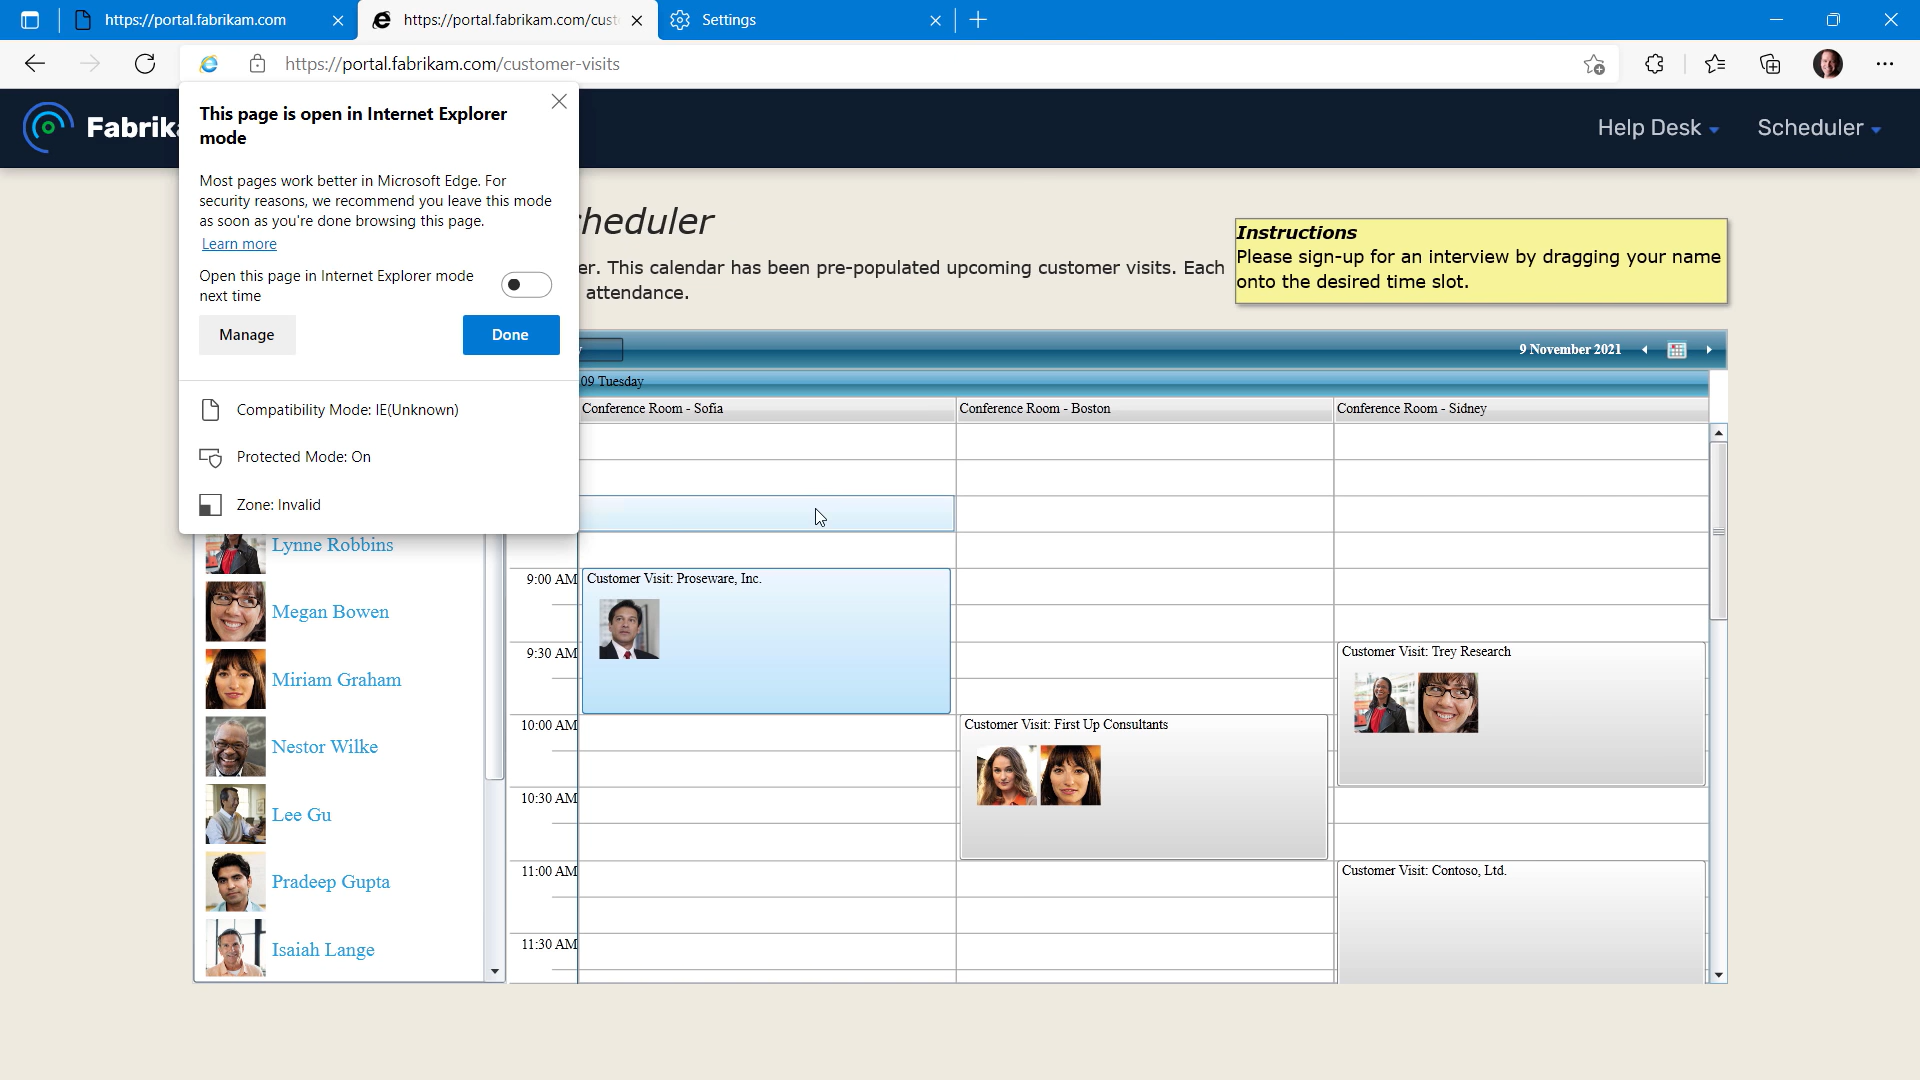 https://portal.fabrikam.com
https://portal.fabrikam.com/cust
Settings
https://portal.fabrikam.com/customer-visits
Fabrik
Help Desk
Scheduler
This page is open in Internet Explorer
mode
Most pages work better in Microsoft Edge. For
security reasons, we recommend you leave this mode
as soon as you're done browsing this page.
Learn more
Open this page in Internet Explorer mode
next time
Manage
Done
Compatibility Mode: IE(Unknown)
Protected Mode: On
Zone: Invalid
heduler
er. This calendar has been pre-populated upcoming customer visits. Each
attendance.
Instructions
Please sign-up for an interview by dragging your name
onto the desired time slot.
9 November 2021
09 Tuesday
Conference Room - Sofia
Conference Room - Boston
Conference Room - Sidney
Lynne Robbins
Megan Bowen
Miriam Graham
Nestor Wilke
Lee Gu
Pradeep Gupta
Isaiah Lange
9:00 AM
9:30 AM
10:00 AM
10:30 AM
11:00 AM
11:30 AM
Customer Visit: Proseware, Inc.
Customer Visit: First Up Consultants
Customer Visit: Trey Research
Customer Visit: Contoso, Ltd.